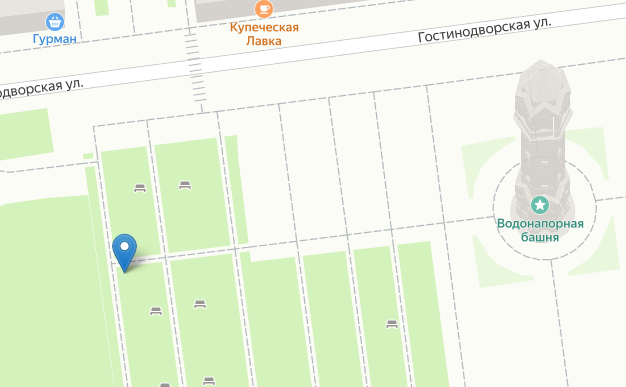 Гурман
Купеческая
Лавка
Гостинодворская ул.
одворская ул.
Водонапорная
башня